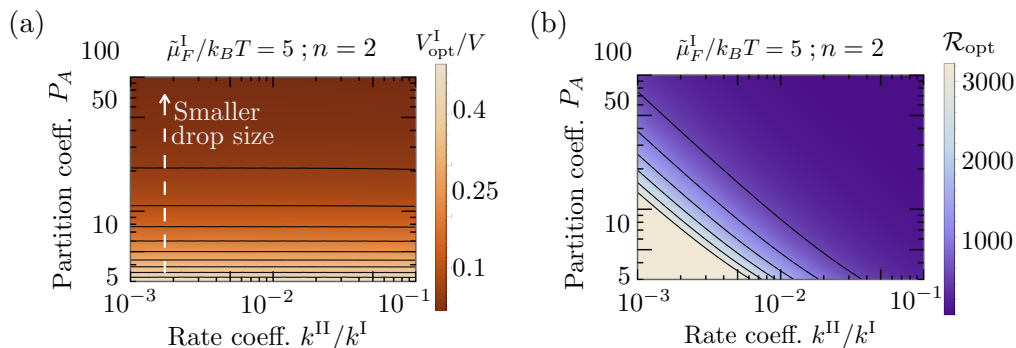 (a)
μ̃_F^I/k_BT = 5 ; n = 2
V_opt^I/V
Partition coeff. P_A
100
50
10
5
Smaller
drop size
10^−3
10^−2
10^−1
Rate coeff. k^II/k^I
0.4
0.25
0.1
(b)
μ̃_F^I/k_BT = 5 ; n = 2
R_opt
Partition coeff. P_A
100
50
10
5
10^−3
10^−2
10^−1
Rate coeff. k^II/k^I
3000
2000
1000